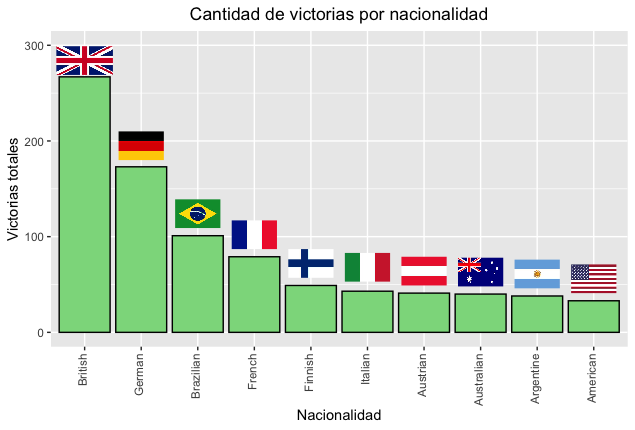 Cantidad de victorias por nacionalidad
Victorias totales
300
200
100
0
British
German
Brazilian
French
Finnish
Italian
Austrian
Australian
Argentine
American
Nacionalidad